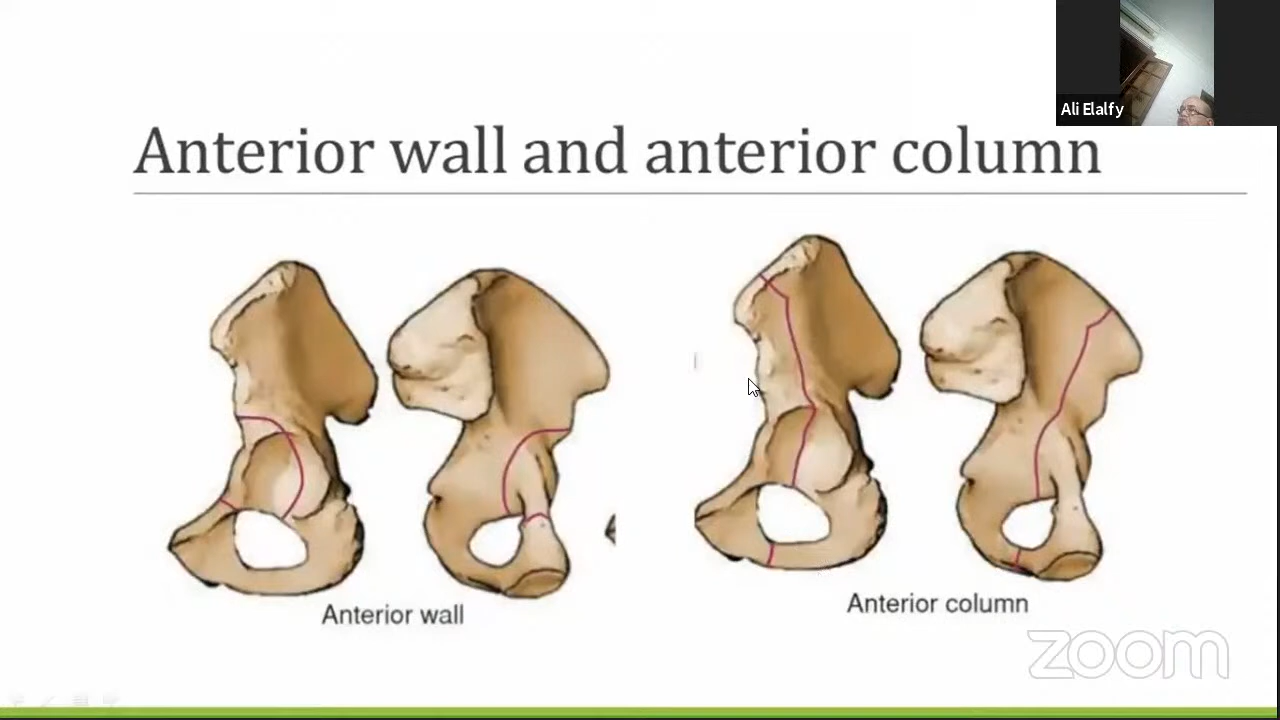 Ali Elalfy
Anterior wall and anterior column
Anterior wall
Anterior column
zoom